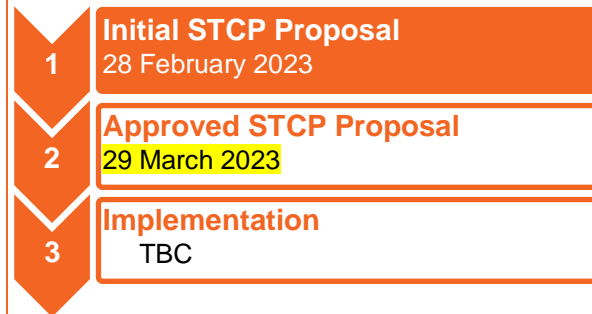 1
Initial STCP Proposal
28 February 2023
2
Approved STCP Proposal
29 March 2023
3
Implementation
TBC